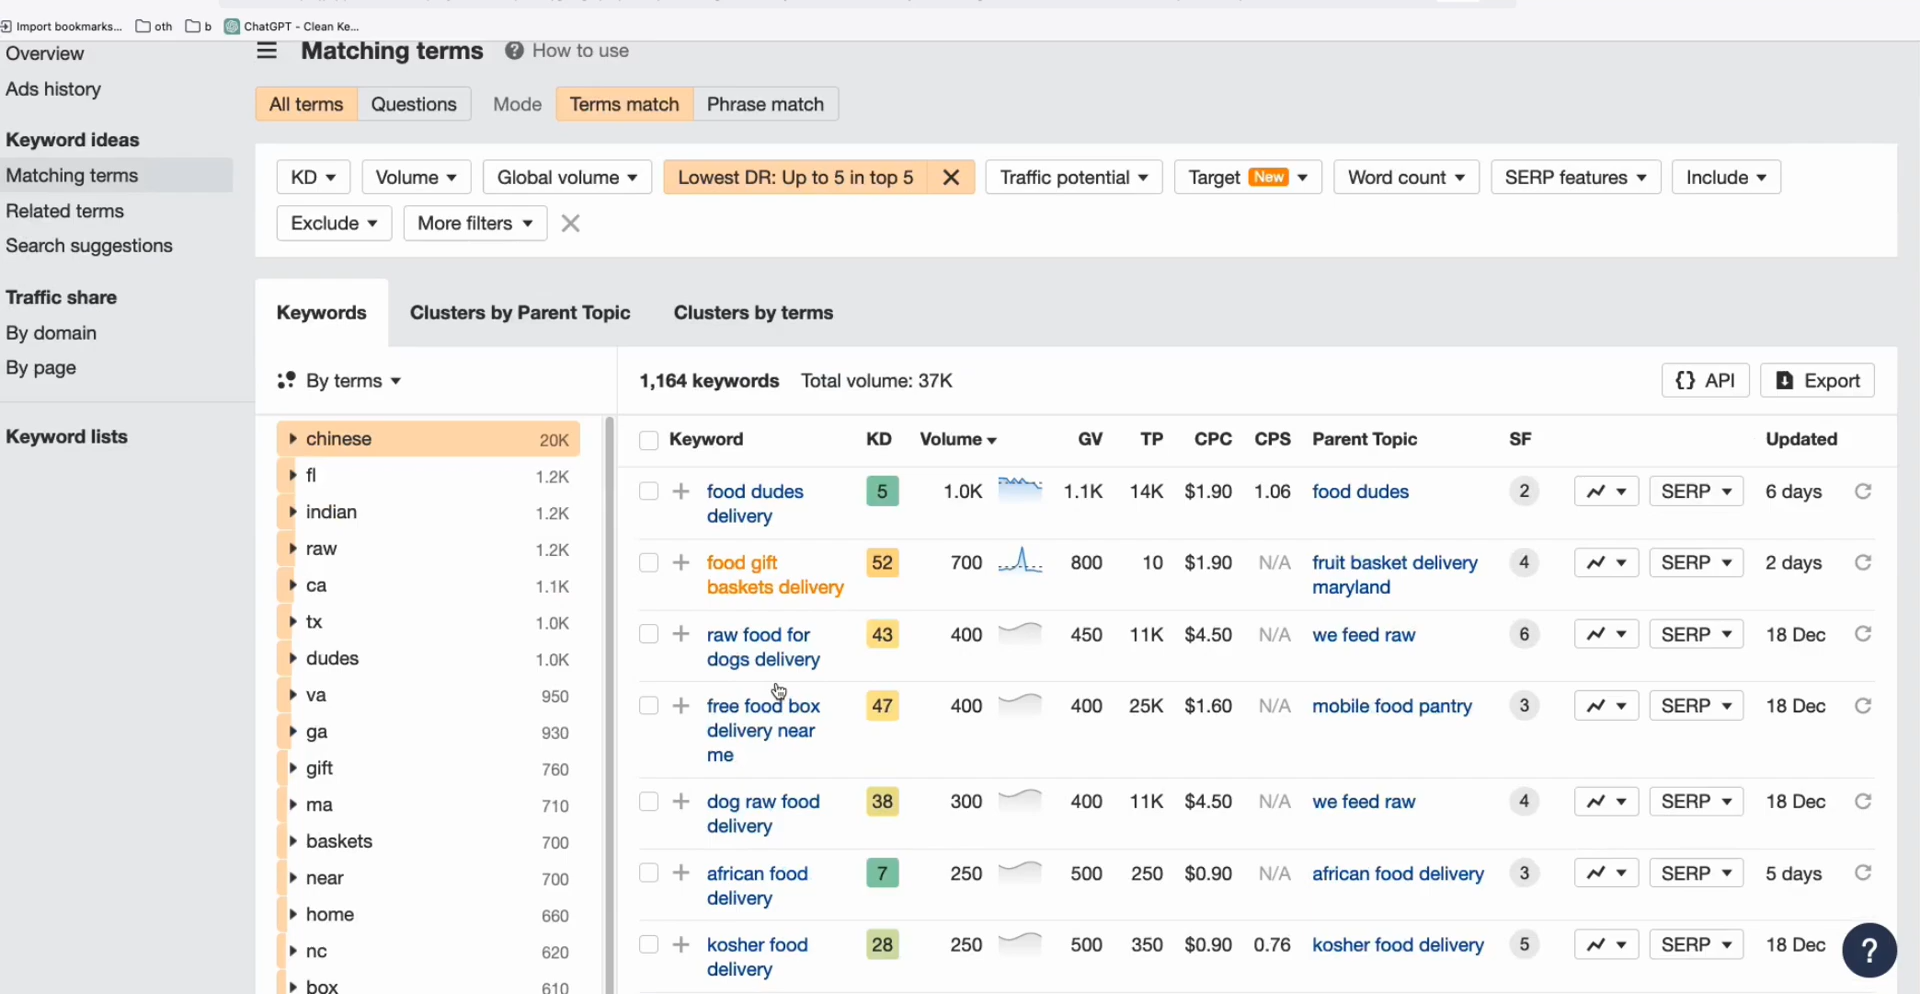 Import bookmarks...
oth
b
ChatGPT - Clean Ke...
Overview
Ads history
Keyword ideas
Matching terms
Related terms
Search suggestions
Traffic share
By domain
By page
Keyword lists
Matching terms
? How to use
All terms
Questions
Mode
Terms match
Phrase match
KD
Volume
Global volume
Lowest DR: Up to 5 in top 5
Traffic potential
Target New
Word count
SERP features
Include
Exclude
More filters
Keywords
Clusters by Parent Topic
Clusters by terms
By terms
1,164 keywords Total volume: 37K
{} API
Export
chinese 20K
fl 1.2K
indian 1.2K
raw 1.2K
ca 1.1K
tx 1.0K
dudes 1.0K
va 950
ga 930
gift 760
ma 710
baskets 700
near 700
home 660
nc 620
box 610
Keyword KD Volume GV TP CPC CPS Parent Topic SF Updated
food dudes 5 1.0K 1.1K 14K $1.90 1.06 food dudes 2 SERP 6 days
delivery
food gift 52 700 800 10 $1.90 N/A fruit basket delivery 4 SERP 2 days
baskets delivery maryland
raw food for 43 400 450 11K $4.50 N/A we feed raw 6 SERP 18 Dec
dogs delivery
free food box 47 400 400 25K $1.60 N/A mobile food pantry 3 SERP 18 Dec
delivery near
me
dog raw food 38 300 400 11K $4.50 N/A we feed raw 4 SERP 18 Dec
delivery
african food 7 250 500 250 $0.90 N/A african food delivery 3 SERP 5 days
delivery
kosher food 28 250 500 350 $0.90 0.76 kosher food delivery 5 SERP 18 Dec
delivery
?